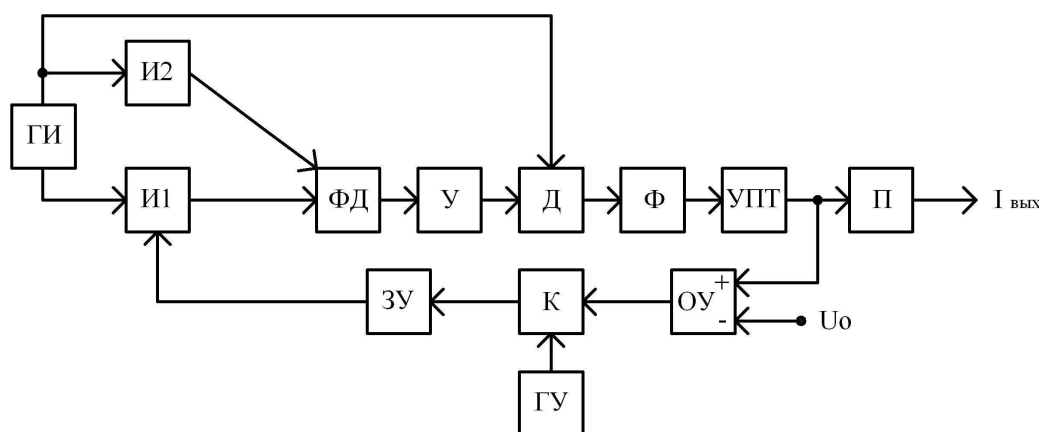 И2
ГИ
И1
ФД
У
Д
Ф
УПТ
П
I вых
ЗУ
К
ОУ
+
-
Uo
ГУ